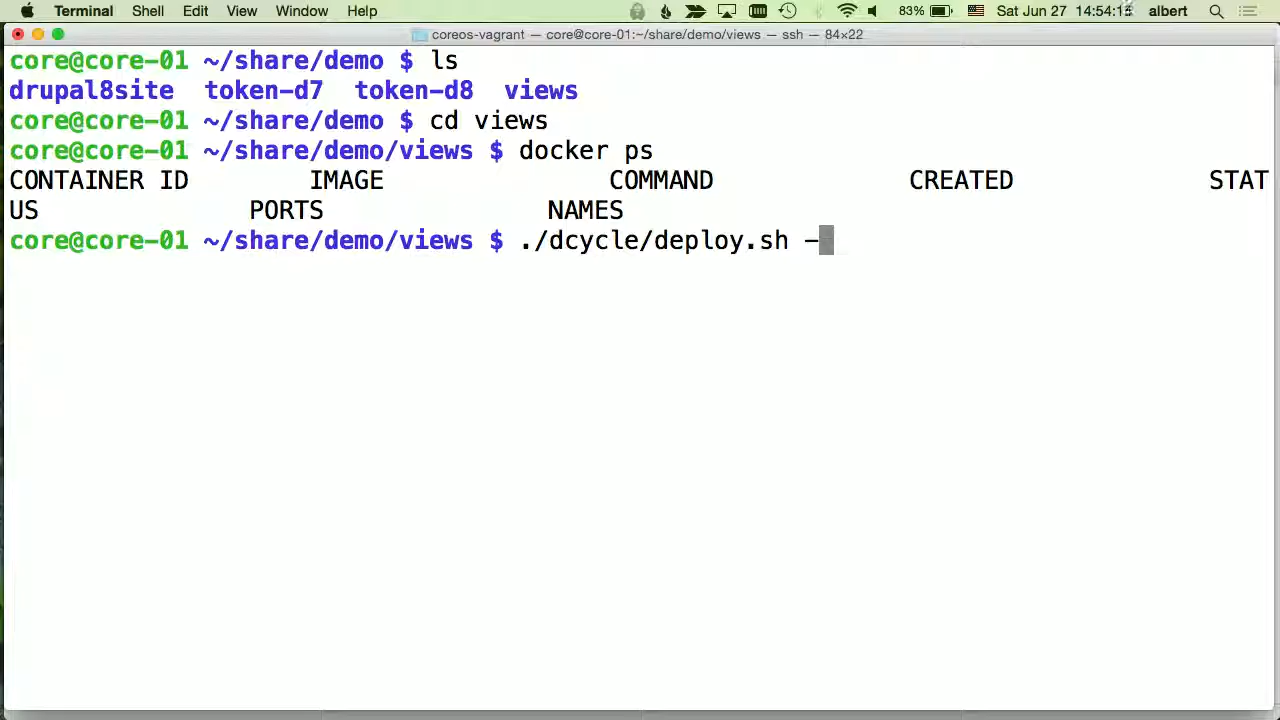 Terminal Shell Edit View Window Help 83% Sat Jun 27 14:54: albert
coreos-vagrant — core@core-01:~/share/demo/views — ssh — 84×22
core@core-01 ~/share/demo $ ls
drupal8site token-d7 token-d8 views
core@core-01 ~/share/demo $ cd views
core@core-01 ~/share/demo/views $ docker ps
CONTAINER ID IMAGE COMMAND CREATED STAT
US PORTS NAMES
core@core-01 ~/share/demo/views $ ./dcycle/deploy.sh -